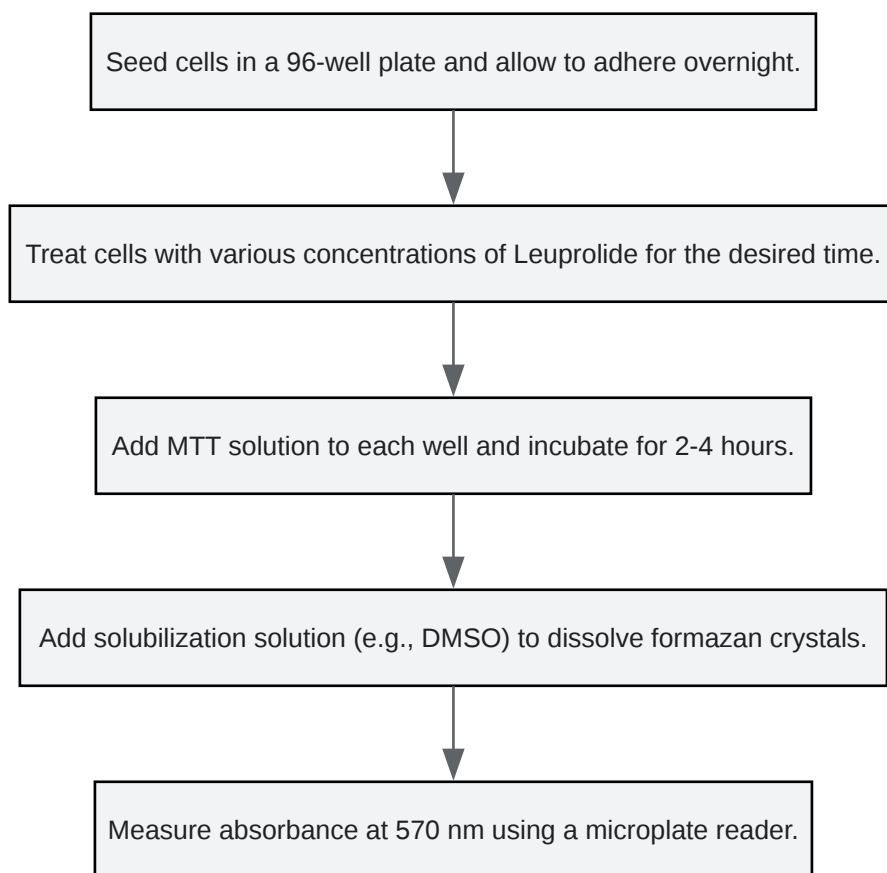 Seed cells in a 96-well plate and allow to adhere overnight.
Treat cells with various concentrations of Leuprolide for the desired time.
Add MTT solution to each well and incubate for 2-4 hours.
Add solubilization solution (e.g., DMSO) to dissolve formazan crystals.
Measure absorbance at 570 nm using a microplate reader.